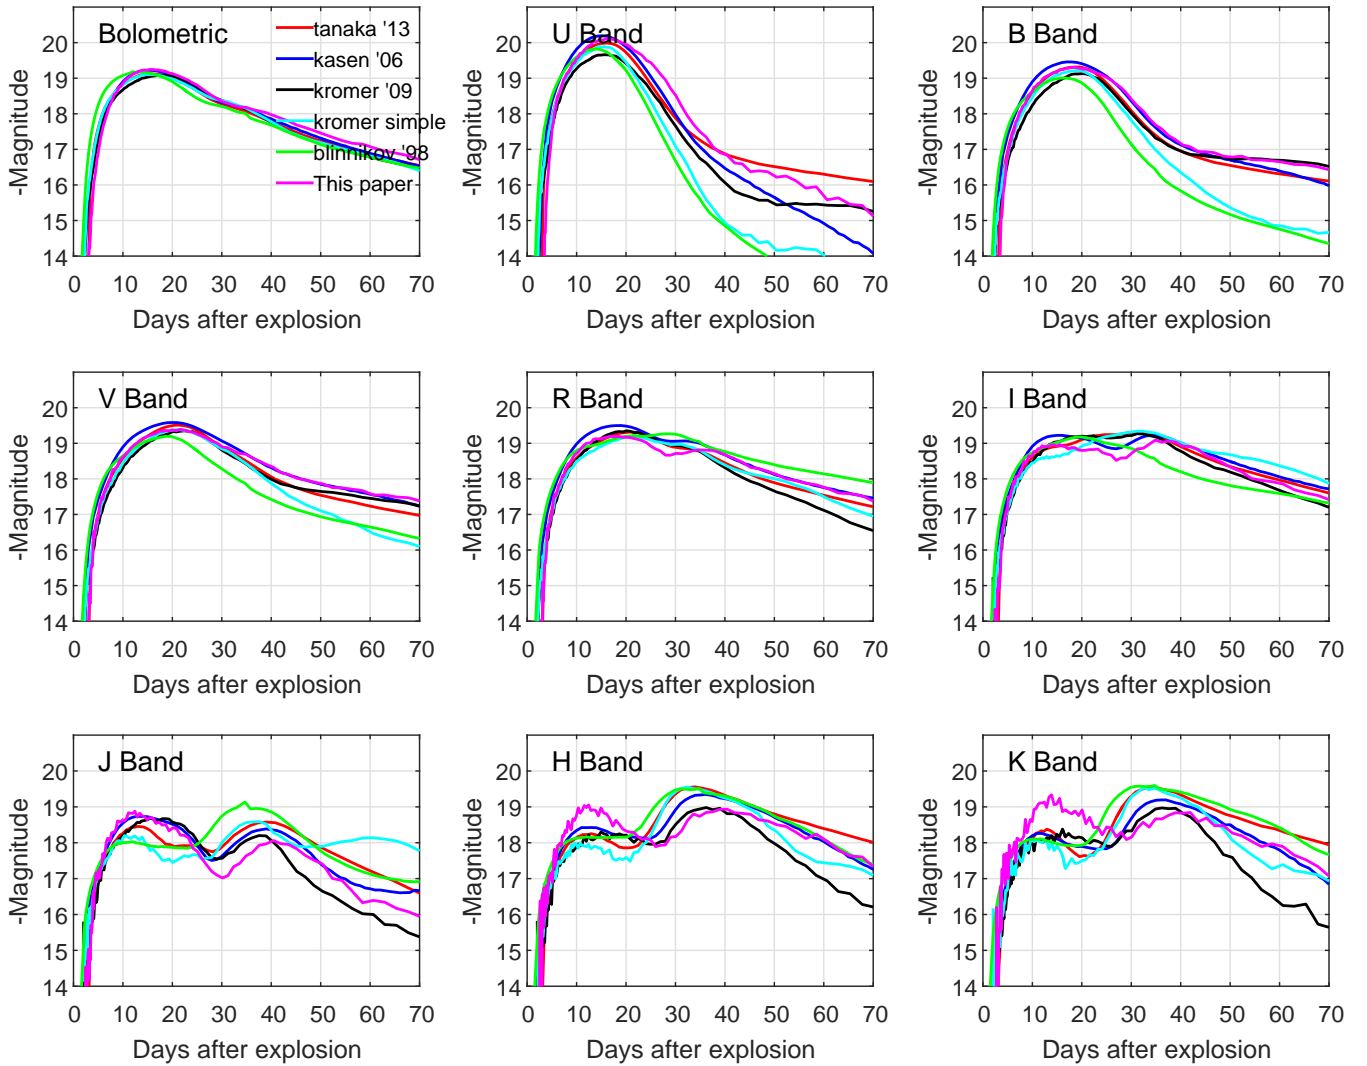 Bolometric
tanaka '13
kasen '06
kromer '09
kromer simple
blinnikov '98
This paper
-Magnitude
20
19
18
17
16
15
14
0 10 20 30 40 50 60 70
Days after explosion
U Band
-Magnitude
20
19
18
17
16
15
14
0 10 20 30 40 50 60 70
Days after explosion
B Band
-Magnitude
20
19
18
17
16
15
14
0 10 20 30 40 50 60 70
Days after explosion
V Band
-Magnitude
20
19
18
17
16
15
14
0 10 20 30 40 50 60 70
Days after explosion
R Band
-Magnitude
20
19
18
17
16
15
14
0 10 20 30 40 50 60 70
Days after explosion
I Band
-Magnitude
20
19
18
17
16
15
14
0 10 20 30 40 50 60 70
Days after explosion
J Band
-Magnitude
20
19
18
17
16
15
14
0 10 20 30 40 50 60 70
Days after explosion
H Band
-Magnitude
20
19
18
17
16
15
14
0 10 20 30 40 50 60 70
Days after explosion
K Band
-Magnitude
20
19
18
17
16
15
14
0 10 20 30 40 50 60 70
Days after explosion